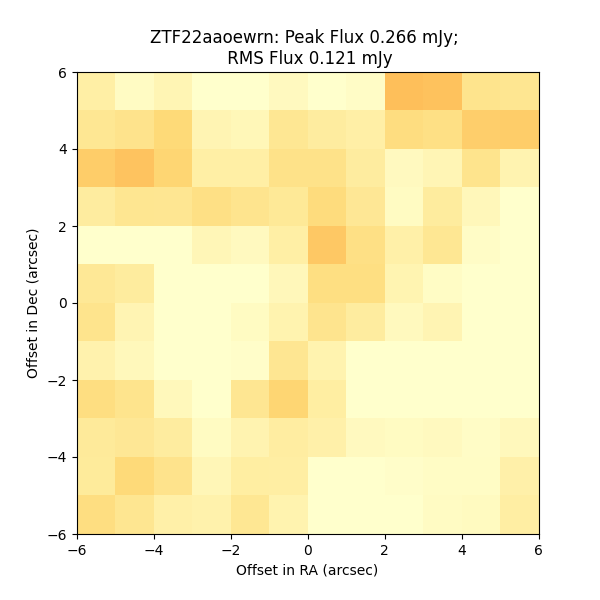 ZTF22aaoewrn: Peak Flux 0.266 mJy;
RMS Flux 0.121 mJy
6
4
2
0
−2
−4
−6
Offset in Dec (arcsec)
−6 −4 −2 0 2 4 6
Offset in RA (arcsec)